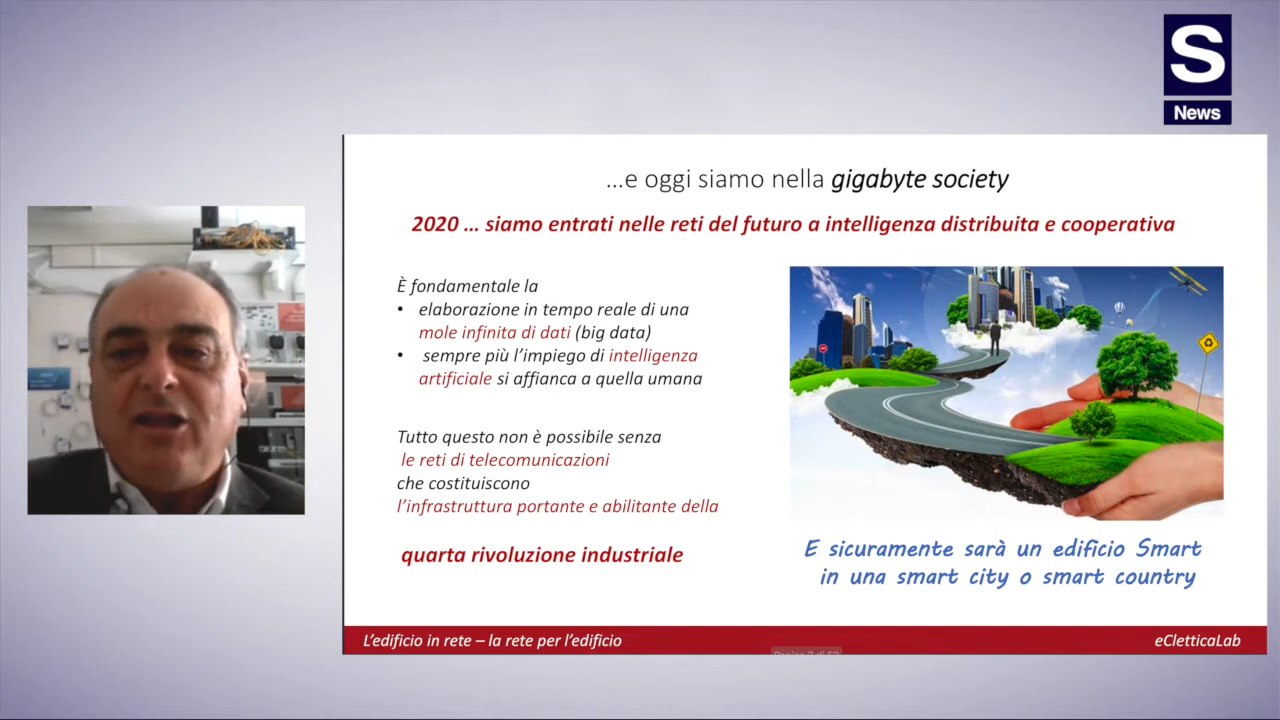 S
News
...e oggi siamo nella gigabyte society
2020 ... siamo entrati nelle reti del futuro a intelligenza distribuita e cooperativa
È fondamentale la
• elaborazione in tempo reale di una
mole infinita di dati (big data)
• sempre più l'impiego di intelligenza
artificiale si affianca a quella umana
Tutto questo non è possibile senza
le reti di telecomunicazioni
che costituiscono
l'infrastruttura portante e abilitante della
quarta rivoluzione industriale
E sicuramente sarà un edificio Smart
in una smart city o smart country
L'edificio in rete – la rete per l'edificio
eCletticaLab